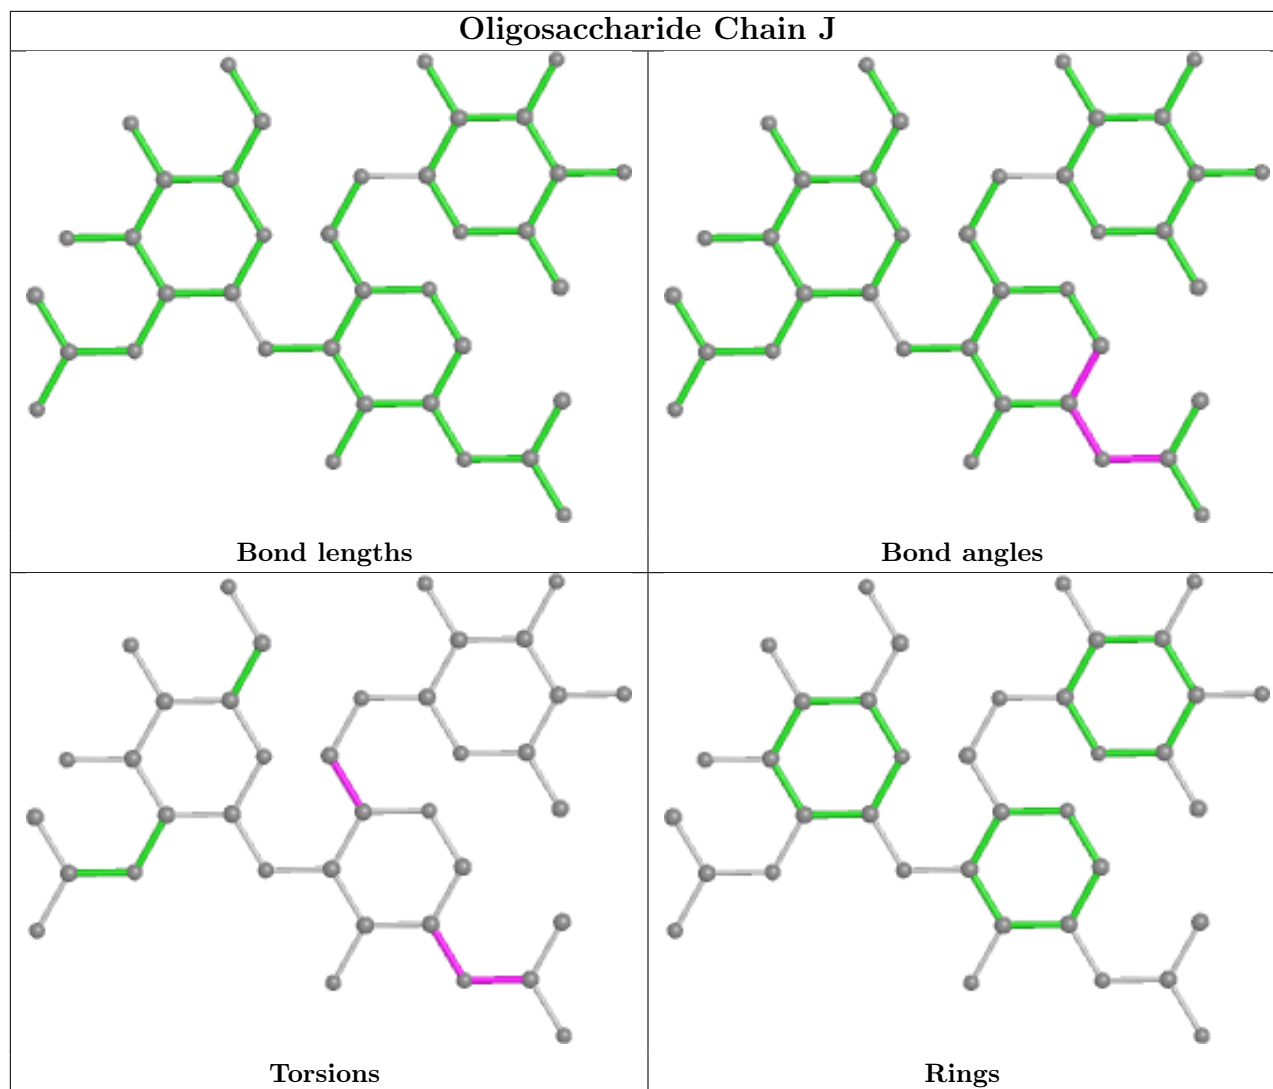 Oligosaccharide Chain J
Bond lengths
Bond angles
Torsions
Rings